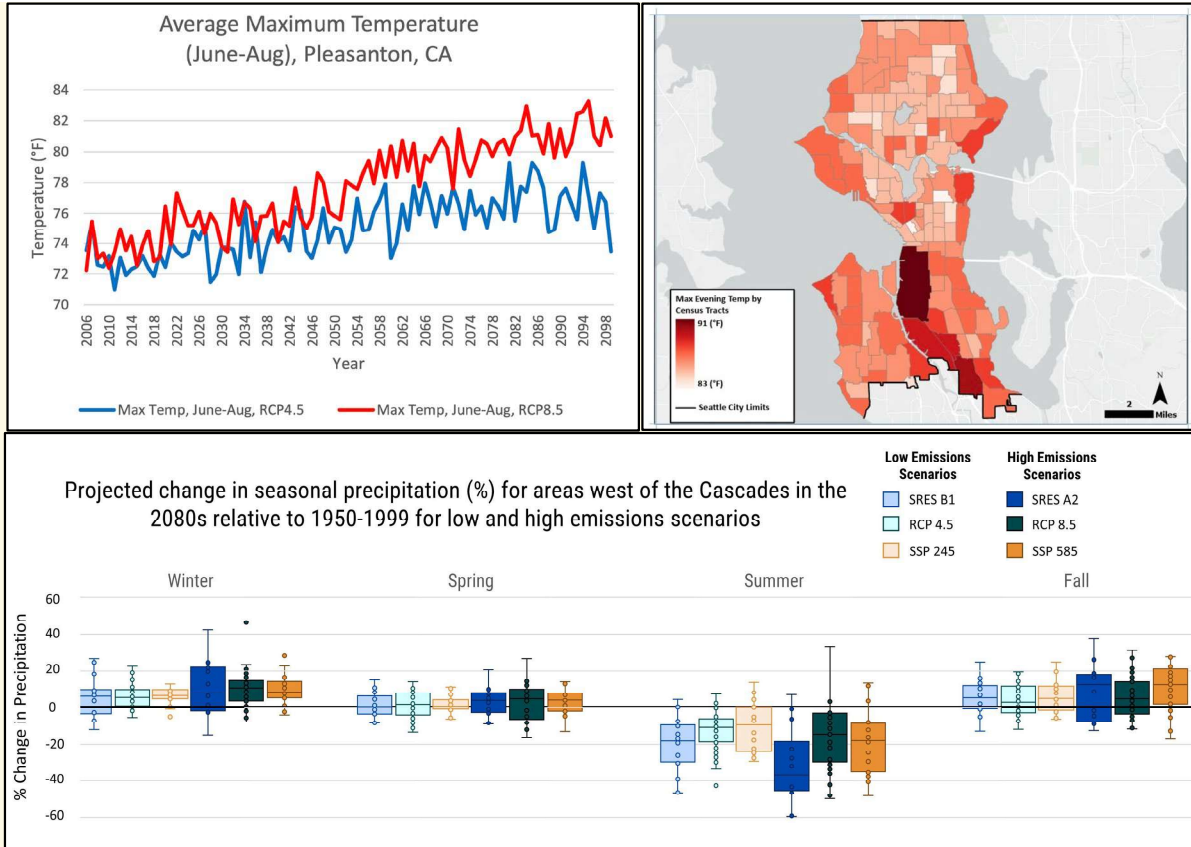 Average Maximum Temperature
(June-Aug), Pleasanton, CA
Temperature (°F)
84
82
80
78
76
74
72
70
2006
2010
2014
2018
2022
2026
2030
2034
2038
2042
2046
2050
2054
2058
2062
2066
2070
2074
2078
2082
2086
2090
2094
2098
Year
Max Temp, June-Aug, RCP4.5
Max Temp, June-Aug, RCP8.5
Max Evening Temp by
Census Tracts
91 (°F)
83 (°F)
Seattle City Limits
N
2
Miles
Projected change in seasonal precipitation (%) for areas west of the Cascades in the
2080s relative to 1950-1999 for low and high emissions scenarios
Low Emissions
Scenarios
SRES B1
RCP 4.5
SSP 245
High Emissions
Scenarios
SRES A2
RCP 8.5
SSP 585
Winter
Spring
Summer
Fall
% Change in Precipitation
60
40
20
0
-20
-40
-60